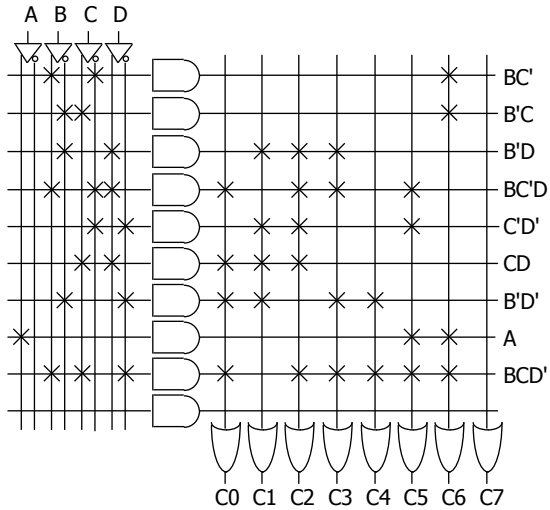 A B C D
BC'
B'C
B'D
BC'D
C'D'
CD
B'D'
A
BCD'
C0 C1 C2 C3 C4 C5 C6 C7